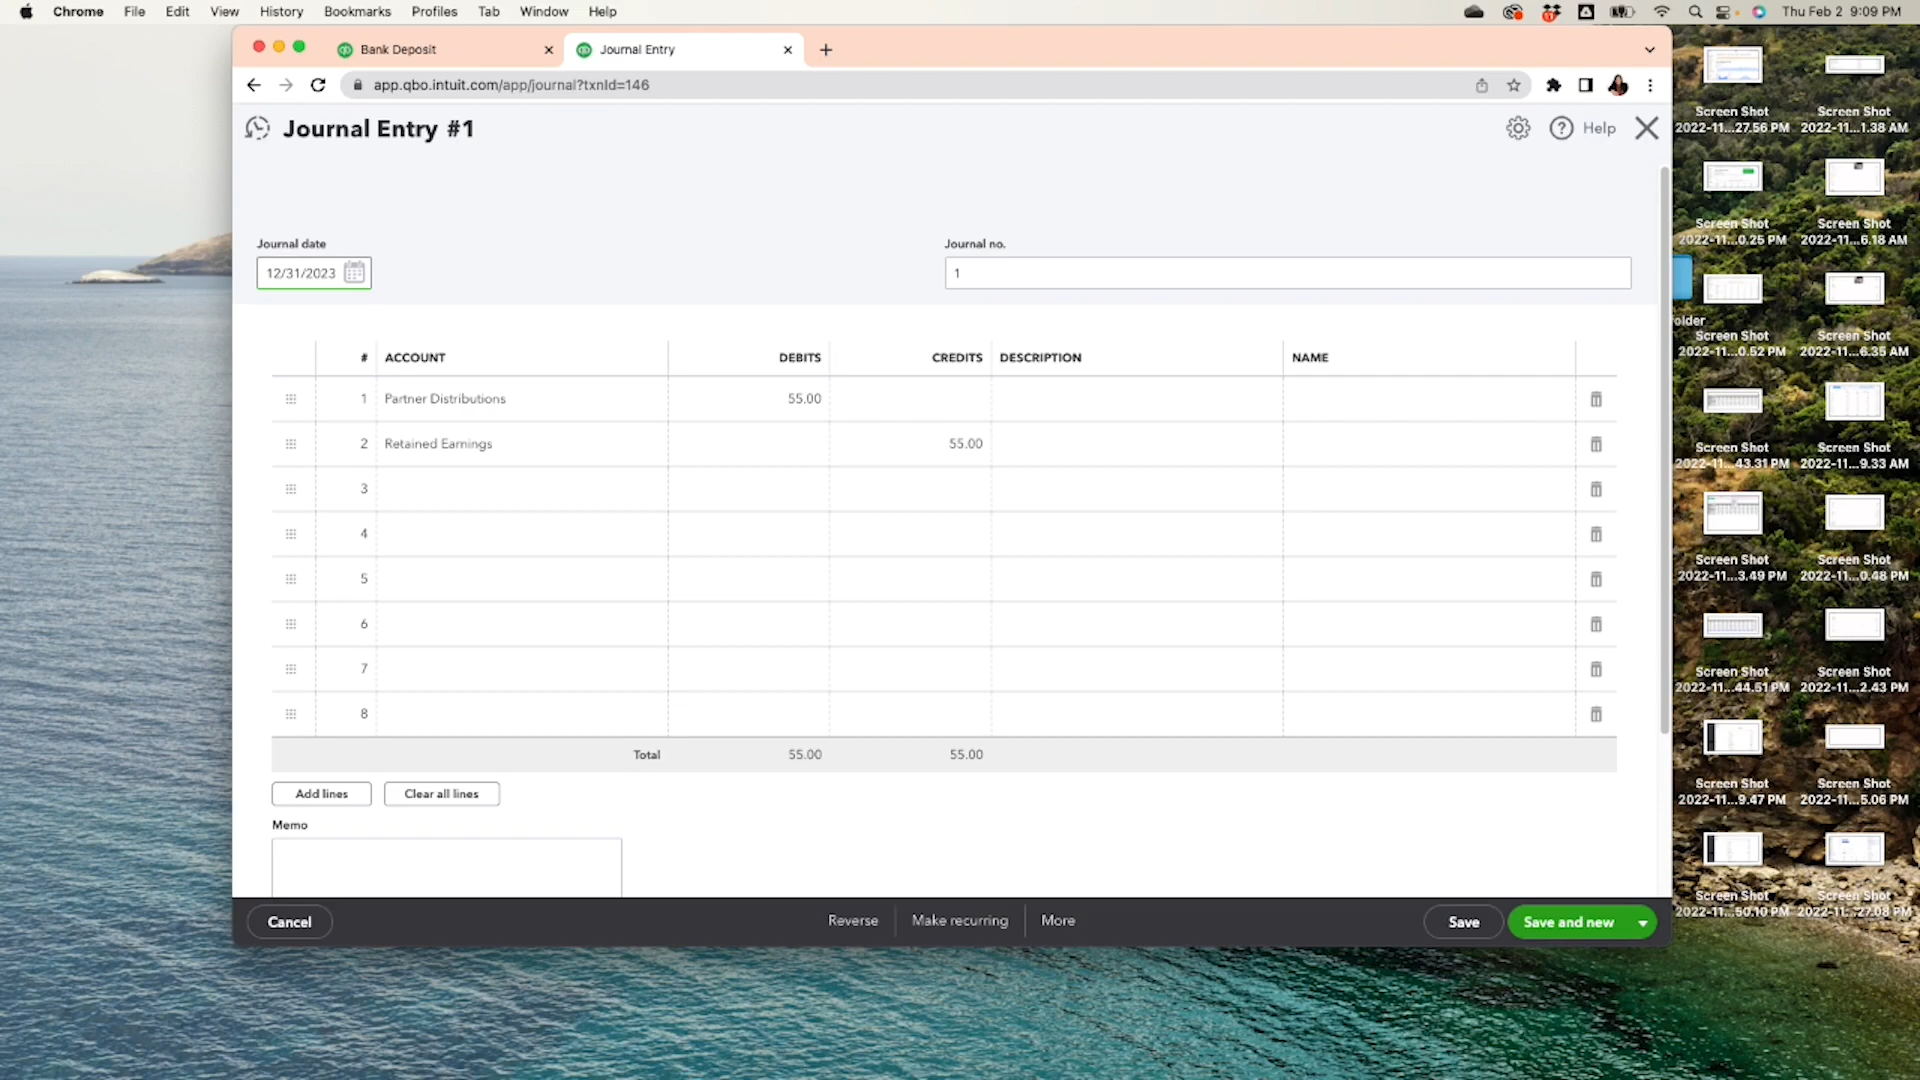 Chrome File Edit View History Bookmarks Profiles Tab Window Help Thu Feb 2 9:09 PM
Bank Deposit Journal Entry
app.qbo.intuit.com/app/journal?txnId=146
Journal Entry #1 Help
Journal date Journal no.
12/31/2023 1
# ACCOUNT DEBITS CREDITS DESCRIPTION NAME
1 Partner Distributions 55.00
2 Retained Earnings 55.00
3
4
5
6
7
8
Total 55.00 55.00
Add lines Clear all lines
Memo
Cancel Reverse Make recurring More Save Save and new
Screen Shot Screen Shot
2022-11...27.56 PM 2022-11...1.38 AM
Screen Shot Screen Shot
2022-11...0.25 PM 2022-11...6.18 AM
older
Screen Shot Screen Shot
2022-11...0.52 PM 2022-11...6.35 AM
Screen Shot Screen Shot
2022-11...43.31 PM 2022-11...9.33 AM
Screen Shot Screen Shot
2022-11...3.49 PM 2022-11...0.48 PM
Screen Shot Screen Shot
2022-11...44.51 PM 2022-11...2.43 PM
Screen Shot Screen Shot
2022-11...9.47 PM 2022-11...5.06 PM
Screen Shot Screen Shot
2022-11...50.10 PM 2022-11...27.08 PM